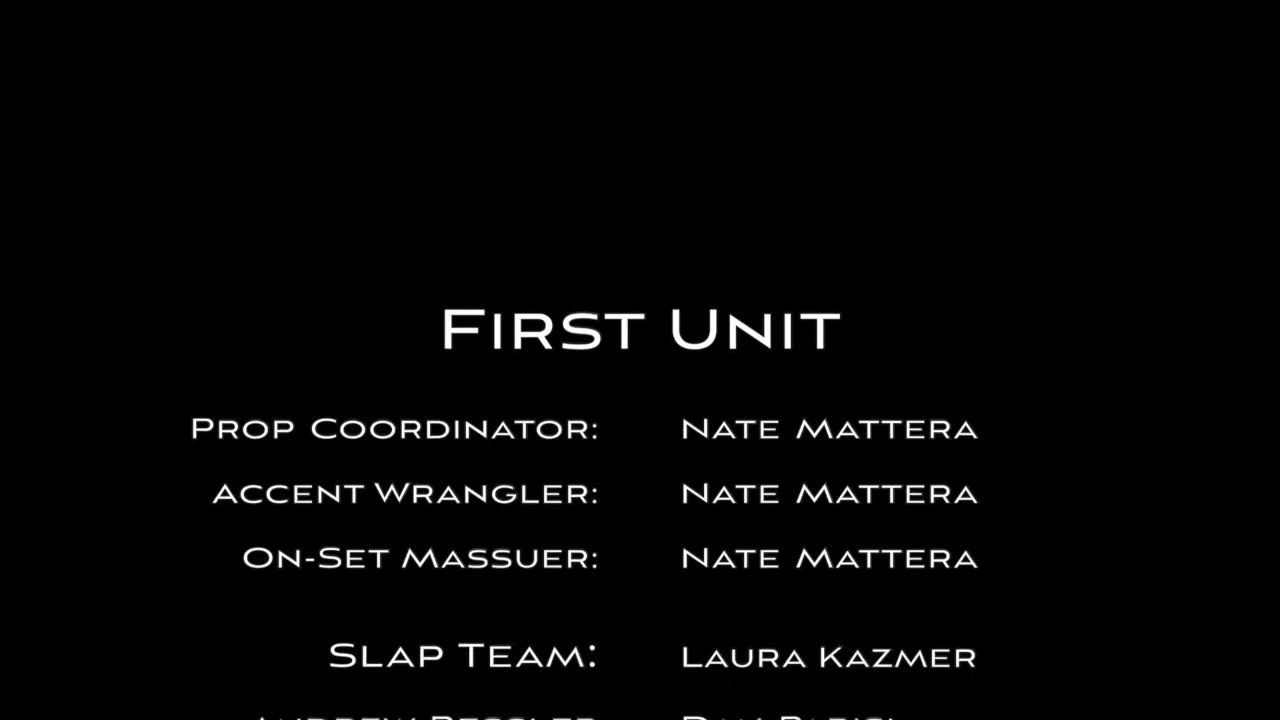 First Unit
Prop Coordinator: Nate Mattera
Accent Wrangler: Nate Mattera
On-Set Massuer: Nate Mattera
Slap Team: Laura Kazmer